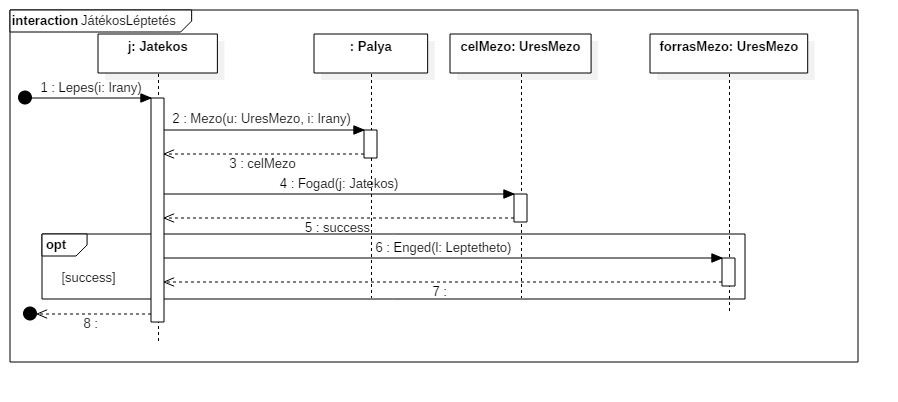 interaction JátékosLéptetés
j: Jatekos
: Palya
celMezo: UresMezo
forrasMezo: UresMezo
1 : Lepes(i: Irany)
2 : Mezo(u: UresMezo, i: Irany)
3 : celMezo
4 : Fogad(j: Jatekos)
5 : success
opt
6 : Enged(l: Leptetheto)
[success]
7 :
8 :